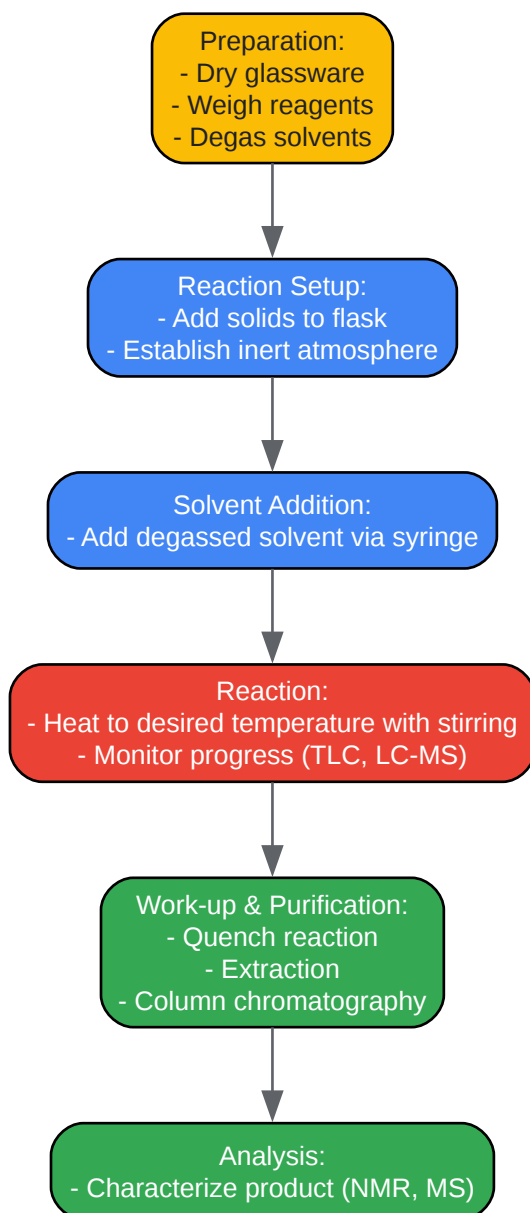 Preparation:
- Dry glassware
- Weigh reagents
- Degas solvents
Reaction Setup:
- Add solids to flask
- Establish inert atmosphere
Solvent Addition:
- Add degassed solvent via syringe
Reaction:
- Heat to desired temperature with stirring
- Monitor progress (TLC, LC-MS)
Work-up & Purification:
- Quench reaction
- Extraction
- Column chromatography
Analysis:
- Characterize product (NMR, MS)